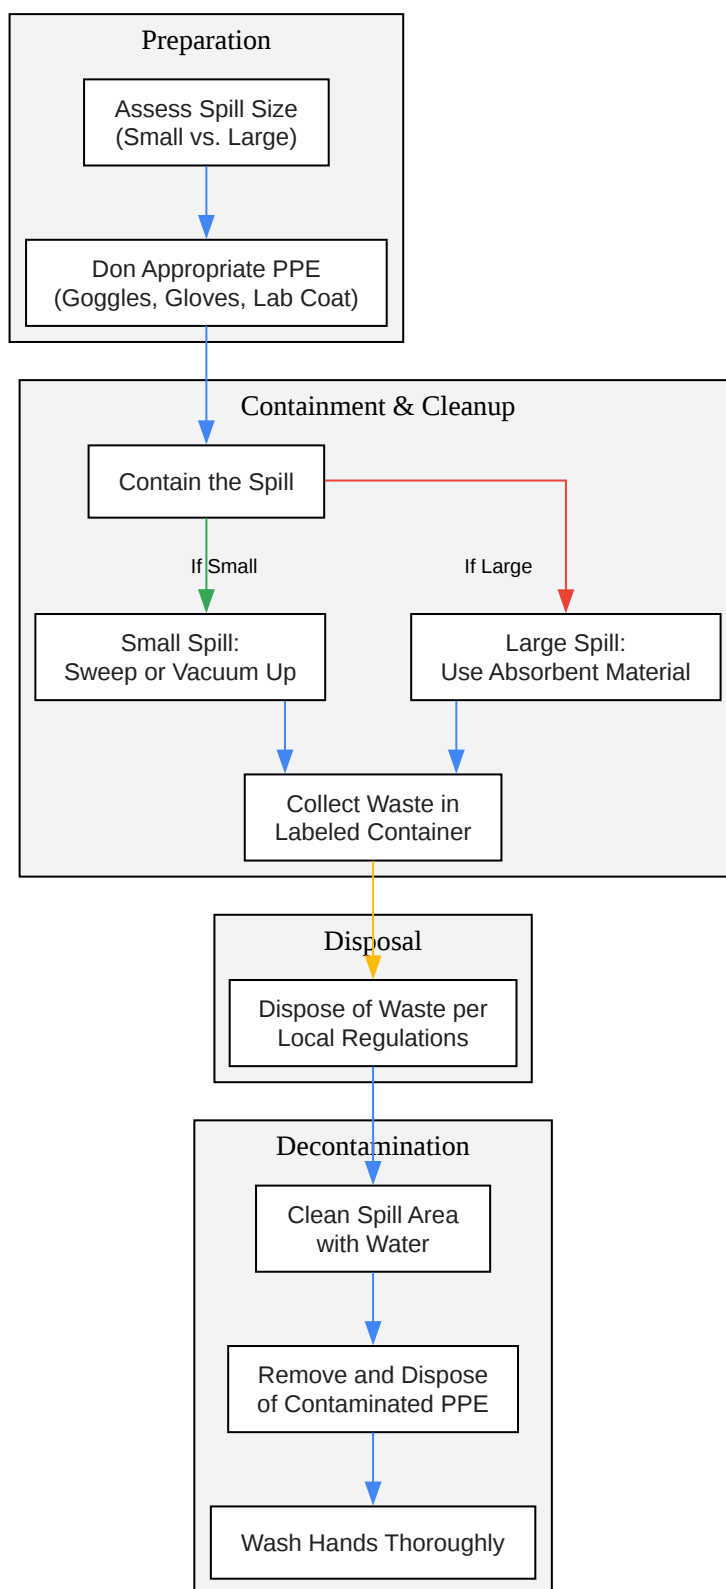 Preparation
Assess Spill Size
(Small vs. Large)
Don Appropriate PPE
(Goggles, Gloves, Lab Coat)
Containment & Cleanup
Contain the Spill
If Small
If Large
Small Spill:
Sweep or Vacuum Up
Large Spill:
Use Absorbent Material
Collect Waste in
Labeled Container
Disposal
Dispose of Waste per
Local Regulations
Decontamination
Clean Spill Area
with Water
Remove and Dispose
of Contaminated PPE
Wash Hands Thoroughly